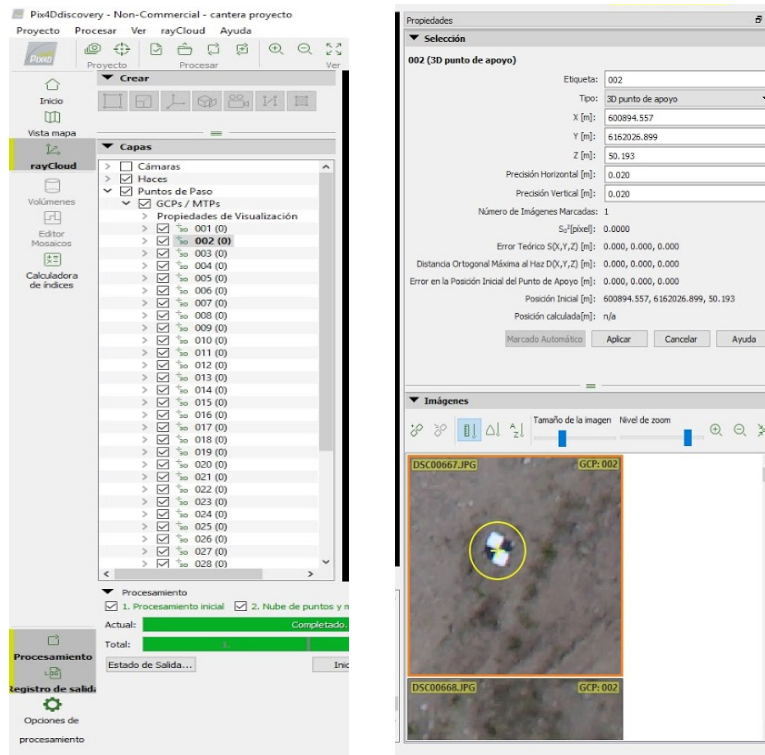 Pix4Ddiscovery - Non-Commercial - cantera proyecto
Proyecto Procesar Ver rayCloud Ayuda
Proyecto Procesar Ver
Inicio
Vista mapa
rayCloud
Volúmenes
Editor
Mosaicos
Calculadora
de índices
Crear
Capas
Cámaras
Haces
Puntos de Paso
GCPs / MTPs
Propiedades de Visualización
001 (0)
002 (0)
003 (0)
004 (0)
005 (0)
006 (0)
007 (0)
008 (0)
009 (0)
010 (0)
011 (0)
012 (0)
013 (0)
014 (0)
015 (0)
016 (0)
017 (0)
018 (0)
019 (0)
020 (0)
021 (0)
022 (0)
023 (0)
024 (0)
025 (0)
026 (0)
027 (0)
028 (0)
Procesamiento
1. Procesamiento inicial 2. Nube de puntos y m
Actual: Completado.
Total: 1.
Estado de Salida... Inic
Procesamiento
Registro de salida
Opciones de
procesamiento
Propiedades
Selección
002 (3D punto de apoyo)
Etiqueta: 002
Tipo: 3D punto de apoyo
X [m]: 600894.557
Y [m]: 6162026.899
Z [m]: 50.193
Precisión Horizontal [m]: 0.020
Precisión Vertical [m]: 0.020
Número de Imágenes Marcadas: 1
S₀²[píxel]: 0.0000
Error Teórico S(X,Y,Z) [m]: 0.000, 0.000, 0.000
Distancia Ortogonal Máxima al Haz D(X,Y,Z) [m]: 0.000, 0.000, 0.000
Error en la Posición Inicial del Punto de Apoyo [m]: 0.000, 0.000, 0.000
Posición Inicial [m]: 600894.557, 6162026.899, 50.193
Posición calculada[m]: n/a
Marcado Automático Aplicar Cancelar Ayuda
Imágenes
Tamaño de la imagen Nivel de zoom
DSC00667.JPG GCP: 002
DSC00668.JPG GCP: 002